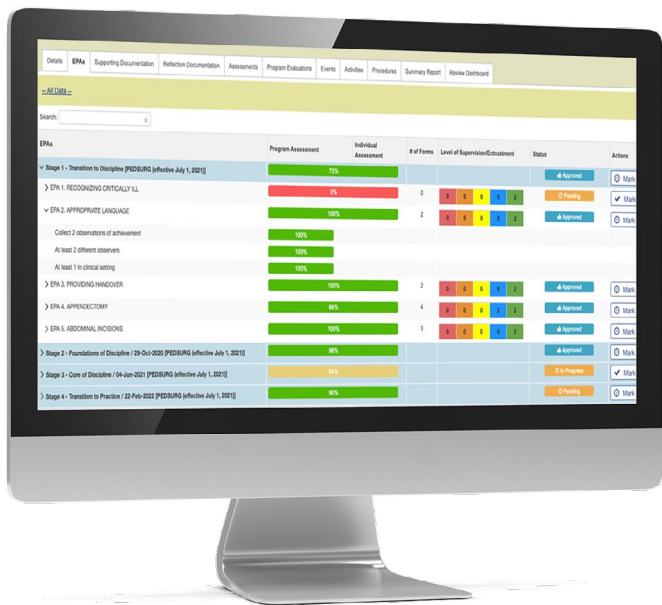 Details EPAs Supporting Documentation Reflection Documentation Assessments Program Evaluations Events Activities Procedures Summary Report Review Dashboard
-- All Data --
Search: x
EPAs Program Assessment Individual Assessment # of Forms Level of Supervision/Entrustment Status Actions
Stage 1 - Transition to Discipline [PEDSURG (effective July 1, 2021)] 73% Approved Mark
EPA 1. RECOGNIZING CRITICALLY ILL 0% 0 0 0 0 0 0 Pending Mark
EPA 2. APPROPRIATE LANGUAGE 100% 2 0 0 0 0 2 Approved Mark
Collect 2 observations of achievement 100%
At least 2 different observers 100%
At least 1 in clinical setting 100%
EPA 3. PROVIDING HANDOVER 100% 2 0 0 0 0 2 Approved Mark
EPA 4. APPENDECTOMY 66% 4 0 0 0 2 2 Approved Mark
EPA 5. ABDOMINAL INCISIONS 100% 3 0 0 0 0 3 Approved Mark
Stage 2 - Foundations of Discipline / 29-Oct-2020 [PEDSURG (effective July 1, 2021)] Approved Mark
Stage 3 - Core of Discipline / 04-Jun-2021 [PEDSURG (effective July 1, 2021)] In Progress Mark
Stage 4 - Transition to Practice / 22-Feb-2022 [PEDSURG (effective July 1, 2021)] 90% Pending Mark